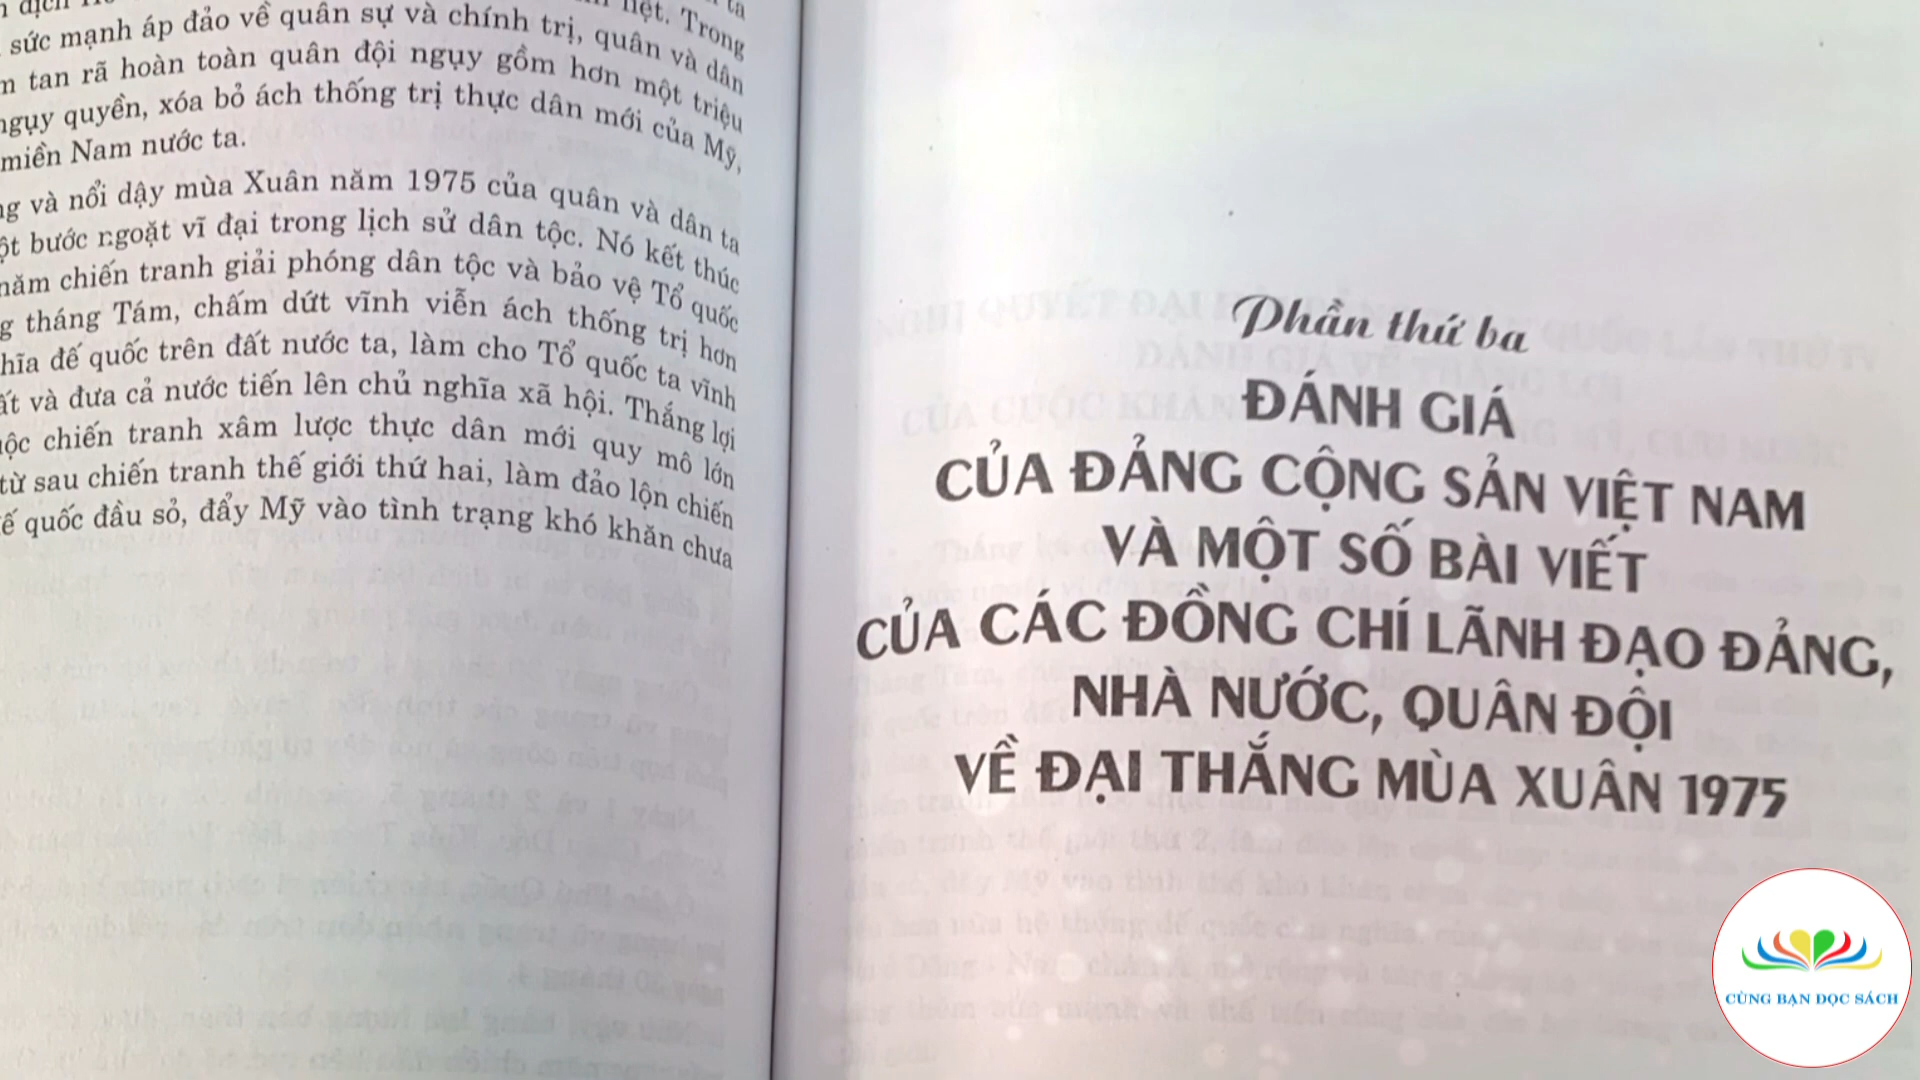 sức mạnh áp đảo về quân sự và chính trị, quân và dân
tan rã hoàn toàn quân đội ngụy gồm hơn một triệu
ngụy quyền, xóa bỏ ách thống trị thực dân mới của Mỹ,
miền Nam nước ta.
và nổi dậy mùa Xuân năm 1975 của quân và dân ta
bước ngoặt vĩ đại trong lịch sử dân tộc. Nó kết thúc
năm chiến tranh giải phóng dân tộc và bảo vệ Tổ quốc
tháng Tám, chấm dứt vĩnh viễn ách thống trị hơn
đế quốc trên đất nước ta, làm cho Tổ quốc ta vĩnh
và đưa cả nước tiến lên chủ nghĩa xã hội. Thắng lợi
chiến tranh xâm lược thực dân mới quy mô lớn
từ sau chiến tranh thế giới thứ hai, làm đảo lộn chiến
quốc đầu sỏ, đẩy Mỹ vào tình trạng khó khăn chưa
Phần thứ ba
ĐÁNH GIÁ
CỦA ĐẢNG CỘNG SẢN VIỆT NAM
VÀ MỘT SỐ BÀI VIẾT
CỦA CÁC ĐỒNG CHÍ LÃNH ĐẠO ĐẢNG,
NHÀ NƯỚC, QUÂN ĐỘI
VỀ ĐẠI THẮNG MÙA XUÂN 1975
CÙNG BẠN ĐỌC SÁCH